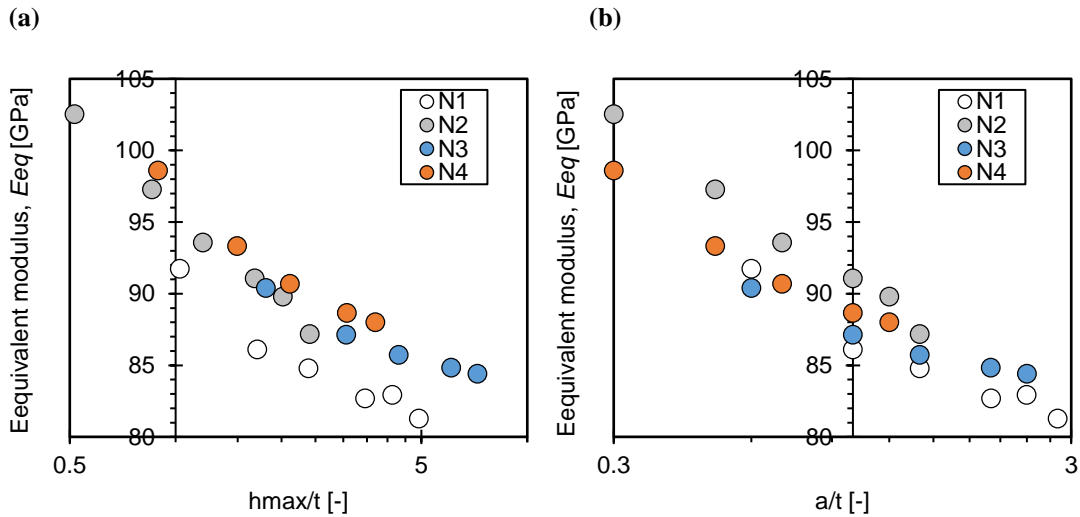 (a)
(b)
Eequivalent modulus, Eeq [GPa]
105
100
95
90
85
80
N1
N2
N3
N4
0.5
5
hmax/t [-]
Eequivalent modulus, Eeq [GPa]
105
100
95
90
85
80
N1
N2
N3
N4
0.3
3
a/t [-]